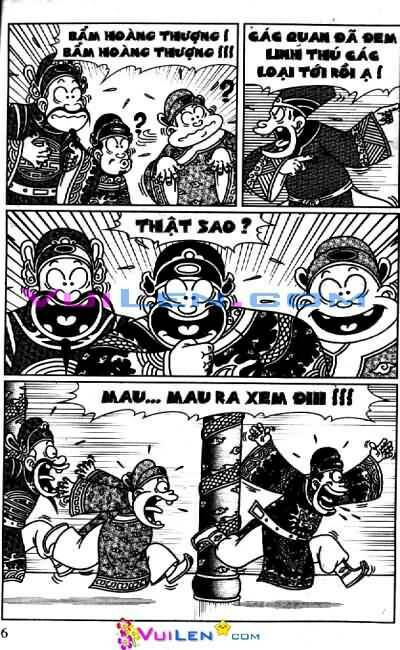 BẨM HOÀNG THƯỢNG !
BẨM HOÀNG THƯỢNG !!!
?
?
CÁC QUAN ĐÃ ĐEM
LINH THÚ CÁC
LOẠI TỚI RỒI Ạ !
THẬT SAO ?
VUILEN.COM
MAU... MAU RA XEM ĐIII !!!
6
VUILEN.COM